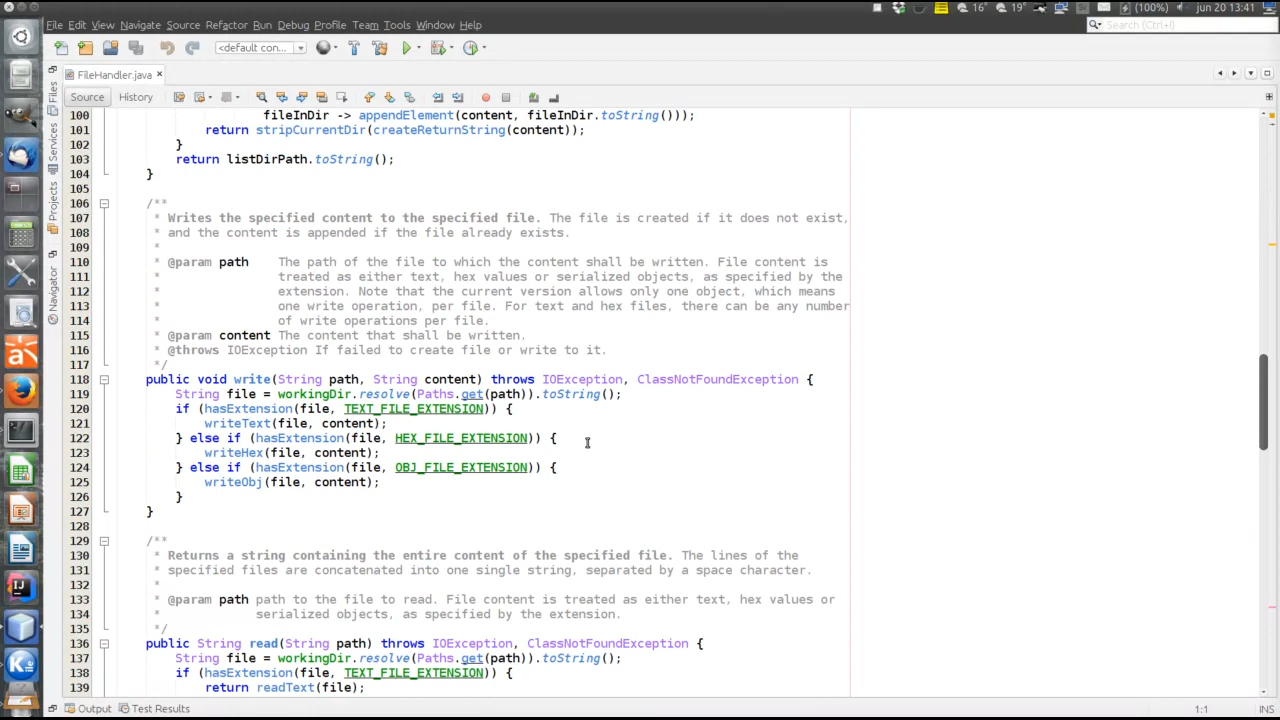 File Edit View Navigate Source Refactor Run Debug Profile Team Tools Window Help
16° 19° (100%) jun 20 13:41
Search (Ctrl+I)
<default con...
FileHandler.java
Source History
Files
Services
Projects
Navigator
100 fileInDir -> appendElement(content, fileInDir.toString()));
101 return stripCurrentDir(createReturnString(content));
102 }
103 return listDirPath.toString();
104 }
105
106 /**
107 * Writes the specified content to the specified file. The file is created if it does not exist,
108 * and the content is appended if the file already exists.
109 *
110 * @param path The path of the file to which the content shall be written. File content is
111 * treated as either text, hex values or serialized objects, as specified by the
112 * extension. Note that the current version allows only one object, which means
113 * one write operation, per file. For text and hex files, there can be any number
114 * of write operations per file.
115 * @param content The content that shall be written.
116 * @throws IOException If failed to create file or write to it.
117 */
118 public void write(String path, String content) throws IOException, ClassNotFoundException {
119 String file = workingDir.resolve(Paths.get(path)).toString();
120 if (hasExtension(file, TEXT_FILE_EXTENSION)) {
121 writeText(file, content);
122 } else if (hasExtension(file, HEX_FILE_EXTENSION)) {
123 writeHex(file, content);
124 } else if (hasExtension(file, OBJ_FILE_EXTENSION)) {
125 writeObj(file, content);
126 }
127 }
128
129 /**
130 * Returns a string containing the entire content of the specified file. The lines of the
131 * specified files are concatenated into one single string, separated by a space character.
132 *
133 * @param path path to the file to read. File content is treated as either text, hex values or
134 * serialized objects, as specified by the extension.
135 */
136 public String read(String path) throws IOException, ClassNotFoundException {
137 String file = workingDir.resolve(Paths.get(path)).toString();
138 if (hasExtension(file, TEXT_FILE_EXTENSION)) {
139 return readText(file);
Output Test Results
1:1 INS